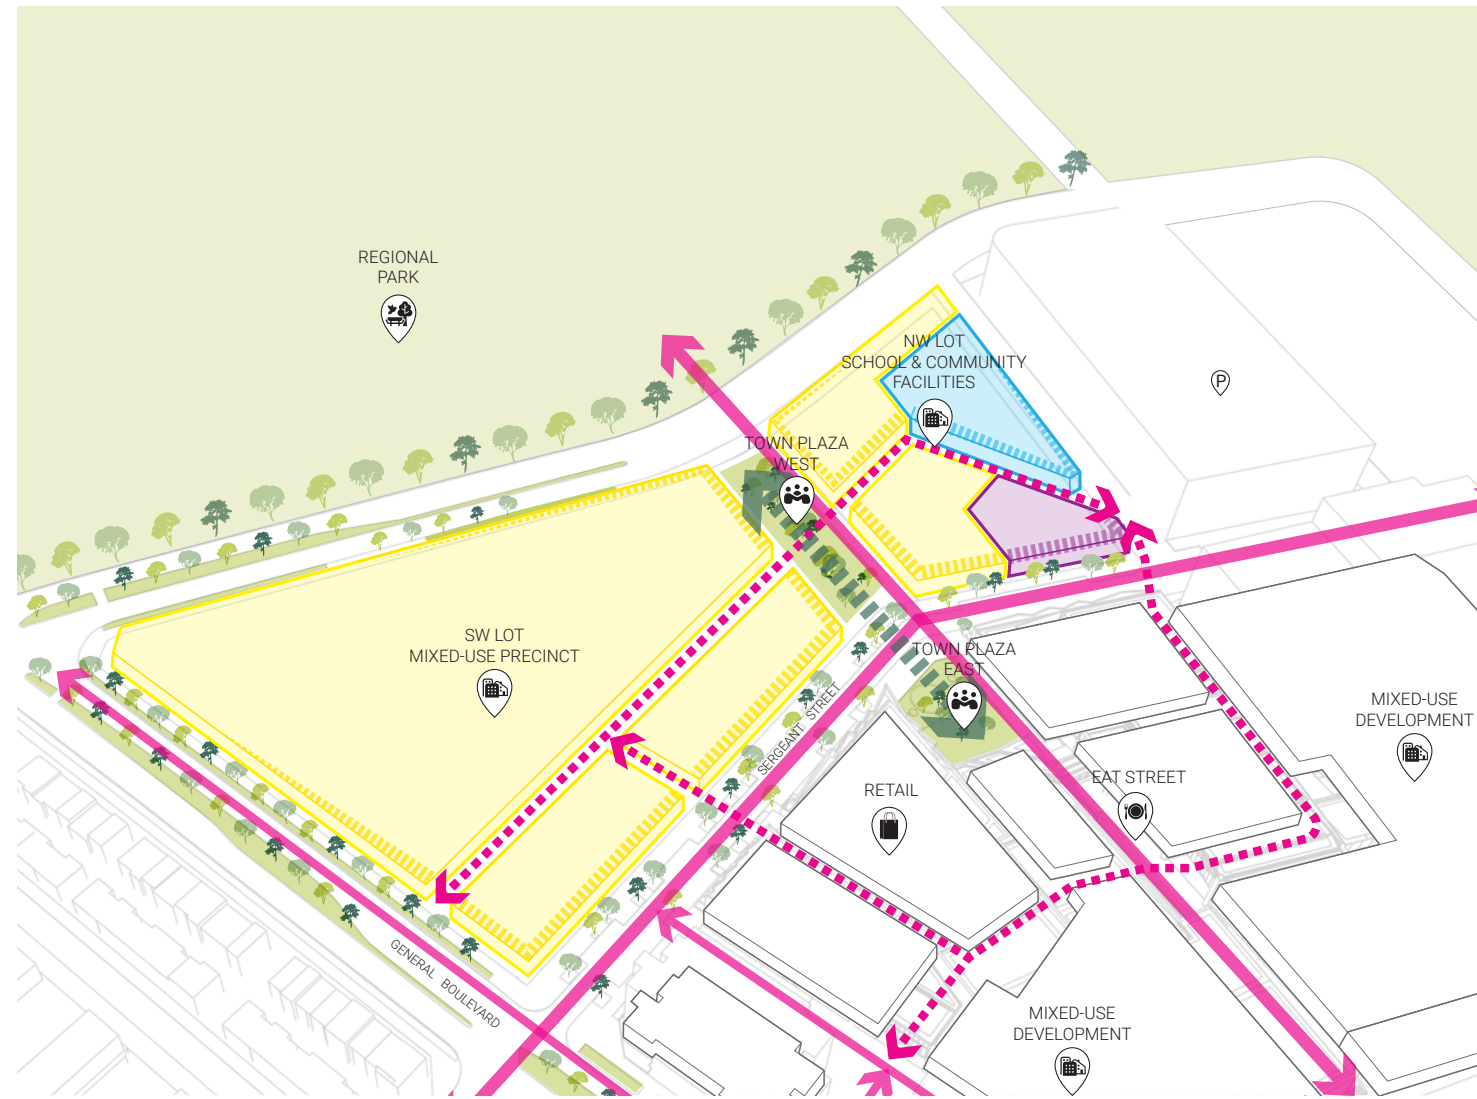 REGIONAL
PARK
NW LOT
SCHOOL & COMMUNITY
FACILITIES
P
TOWN PLAZA
WEST
SW LOT
MIXED-USE PRECINCT
TOWN PLAZA
EAST
SERGEANT STREET
MIXED-USE
DEVELOPMENT
EAT STREET
RETAIL
GENERAL BOULEVARD
MIXED-USE
DEVELOPMENT